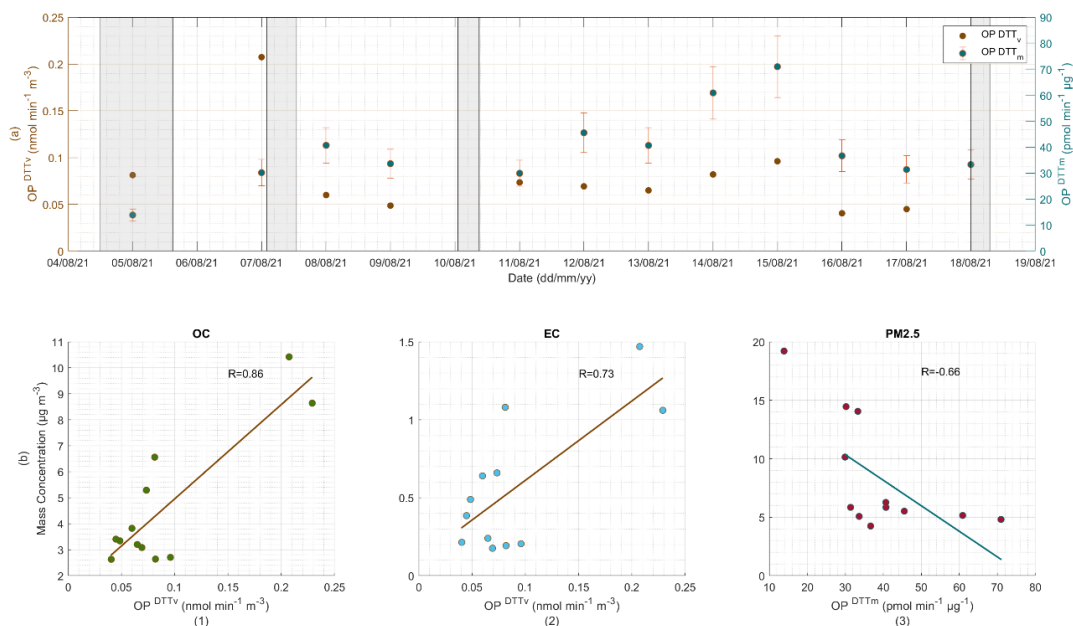 0.25
0.2
0.15
0.1
0.05
0
(a)
OP DTTv (nmol min-1 m-3)
90
80
70
60
50
40
30
20
10
0
OP DTTm (pmol min-1 µg-1)
OP DTTv
OP DTTm
04/08/21 05/08/21 06/08/21 07/08/21 08/08/21 09/08/21 10/08/21 11/08/21 12/08/21 13/08/21 14/08/21 15/08/21 16/08/21 17/08/21 18/08/21 19/08/21
Date (dd/mm/yy)
OC
R=0.86
11
10
9
8
7
6
5
4
3
2
(b)
Mass Concentration (µg m-3)
0 0.05 0.1 0.15 0.2 0.25
OP DTTv (nmol min-1 m-3)
(1)
EC
R=0.73
1.5
1
0.5
0
0 0.05 0.1 0.15 0.2 0.25
OP DTTv (nmol min-1 m-3)
(2)
PM2.5
R=-0.66
20
15
10
5
0
10 20 30 40 50 60 70 80
OP DTTm (pmol min-1 µg-1)
(3)